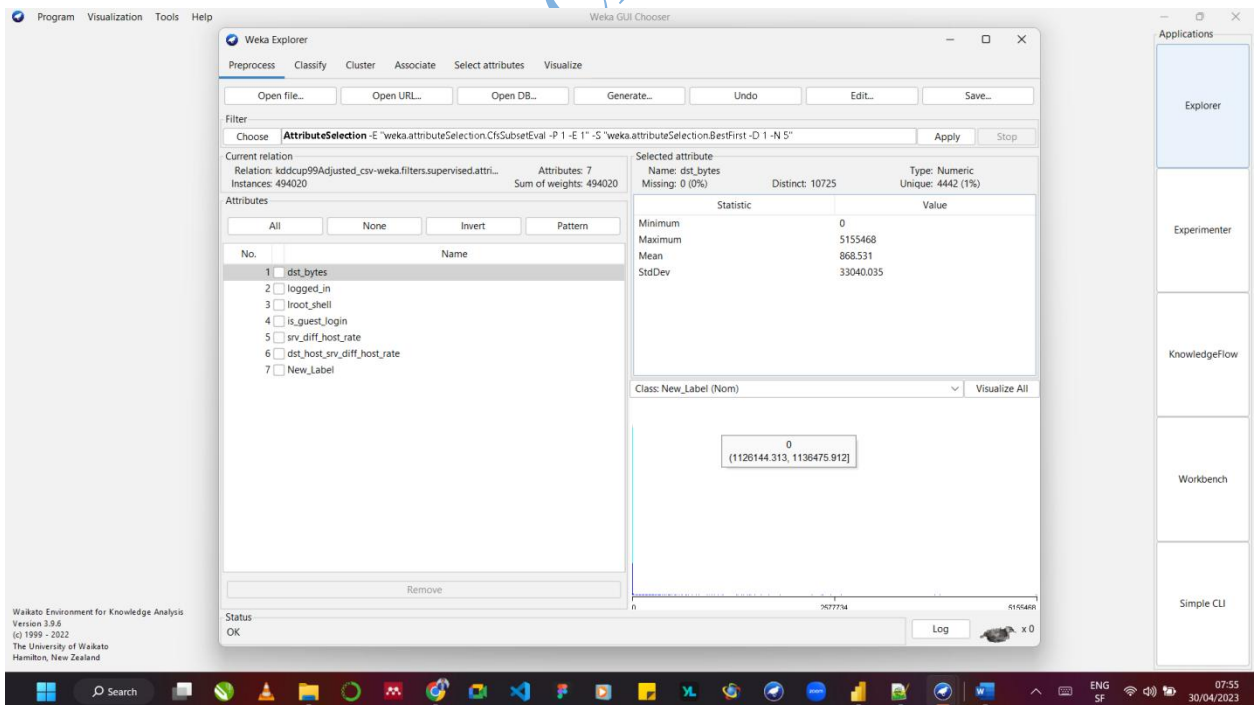 Program Visualization Tools Help
Weka GUI Chooser
Applications
Weka Explorer
Preprocess Classify Cluster Associate Select attributes Visualize
Open file... Open URL... Open DB... Generate... Undo Edit... Save...
Filter
Choose AttributeSelection -E "weka.attributeSelection.CfsSubsetEval -P 1 -E 1" -S "weka.attributeSelection.BestFirst -D 1 -N 5" Apply Stop
Current relation
Relation: kddcup99Adjusted_csv-weka.filters.supervised.attri... Attributes: 7
Instances: 494020 Sum of weights: 494020
Attributes
All None Invert Pattern
No. Name
1 dst_bytes
2 logged_in
3 lroot_shell
4 is_guest_login
5 srv_diff_host_rate
6 dst_host_srv_diff_host_rate
7 New_Label
Remove
Selected attribute
Name: dst_bytes Type: Numeric
Missing: 0 (0%) Distinct: 10725 Unique: 4442 (1%)
Statistic Value
Minimum 0
Maximum 5155468
Mean 868.531
StdDev 33040.035
Class: New_Label (Nom) Visualize All
0
(1126144.313, 1136475.912]
0 2577734 5155468
Status
OK
Log x 0
Explorer
Experimenter
KnowledgeFlow
Workbench
Simple CLI
Waikato Environment for Knowledge Analysis
Version 3.9.6
(c) 1999 - 2022
The University of Waikato
Hamilton, New Zealand
Search
zoom
XL
W
ENG
SF
07:55
30/04/2023